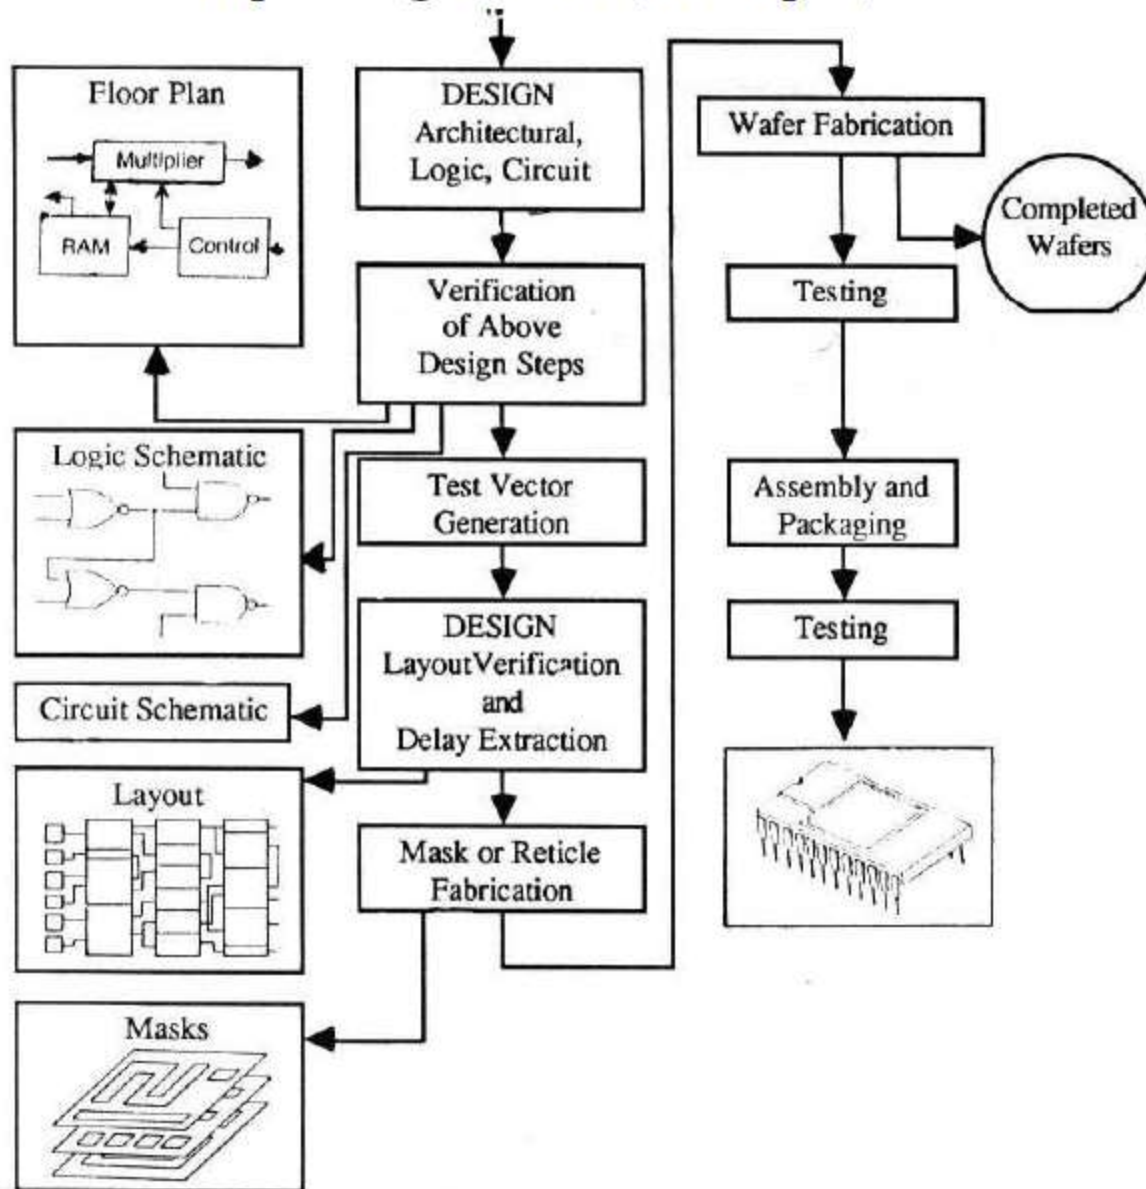 Floor Plan
Multiplier
RAM
Control
DESIGN
Architectural,
Logic, Circuit
Verification
of Above
Design Steps
Logic Schematic
Test Vector
Generation
DESIGN
LayoutVerification
and
Delay Extraction
Circuit Schematic
Layout
Mask or Reticle
Fabrication
Masks
Wafer Fabrication
Completed
Wafers
Testing
Assembly and
Packaging
Testing